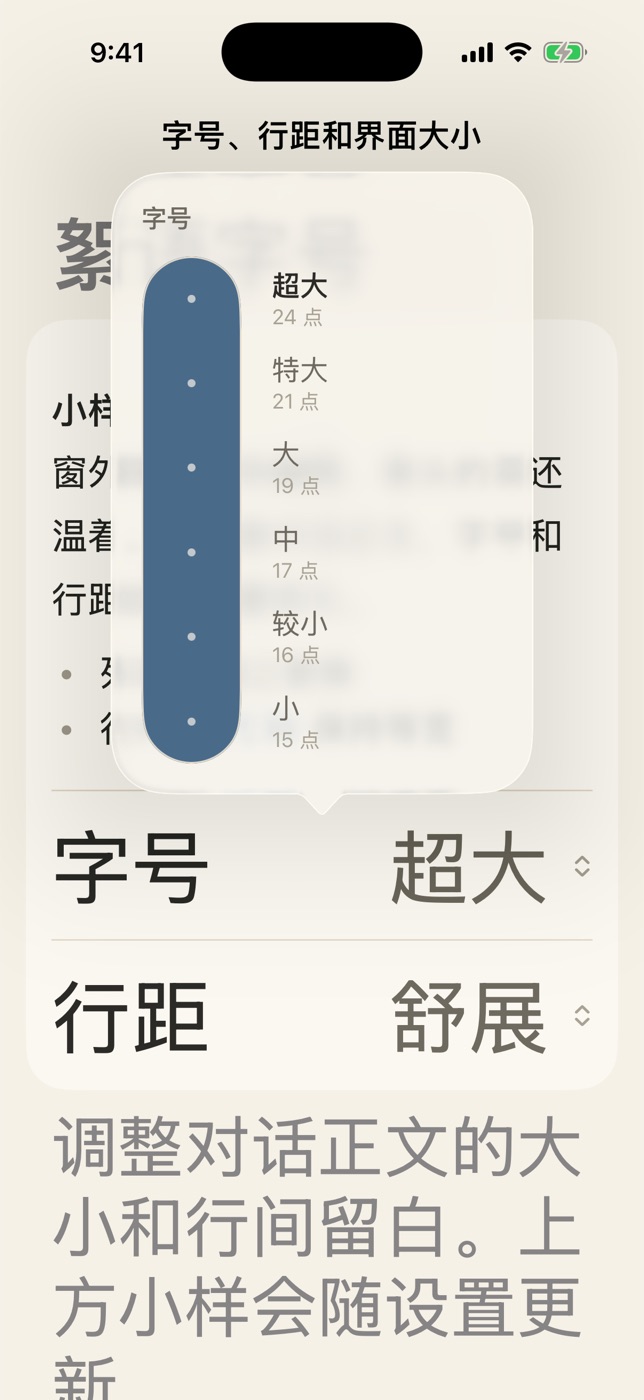 9:41
字号、行距和界面大小
絮
字号
超大
24 点
特大
21 点
大
19 点
中
17 点
较小
16 点
小
15 点
小样
窗外
还
温着
和
行距
字号
超大
行距
舒展
调整对话正文的大
小和行间留白。上
方小样会随设置更
新